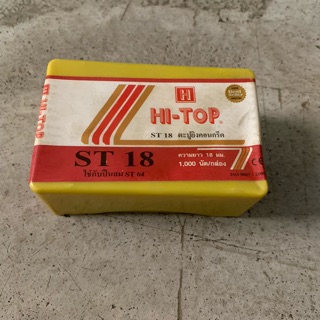 H
HI-TOP
HI-TOP
ST 18 ตะปูยิงคอนกรีต
ST 18
ใช้กับปืนลม ST 64
ความยาว 18 มม.
1,000 นัด/กล่อง